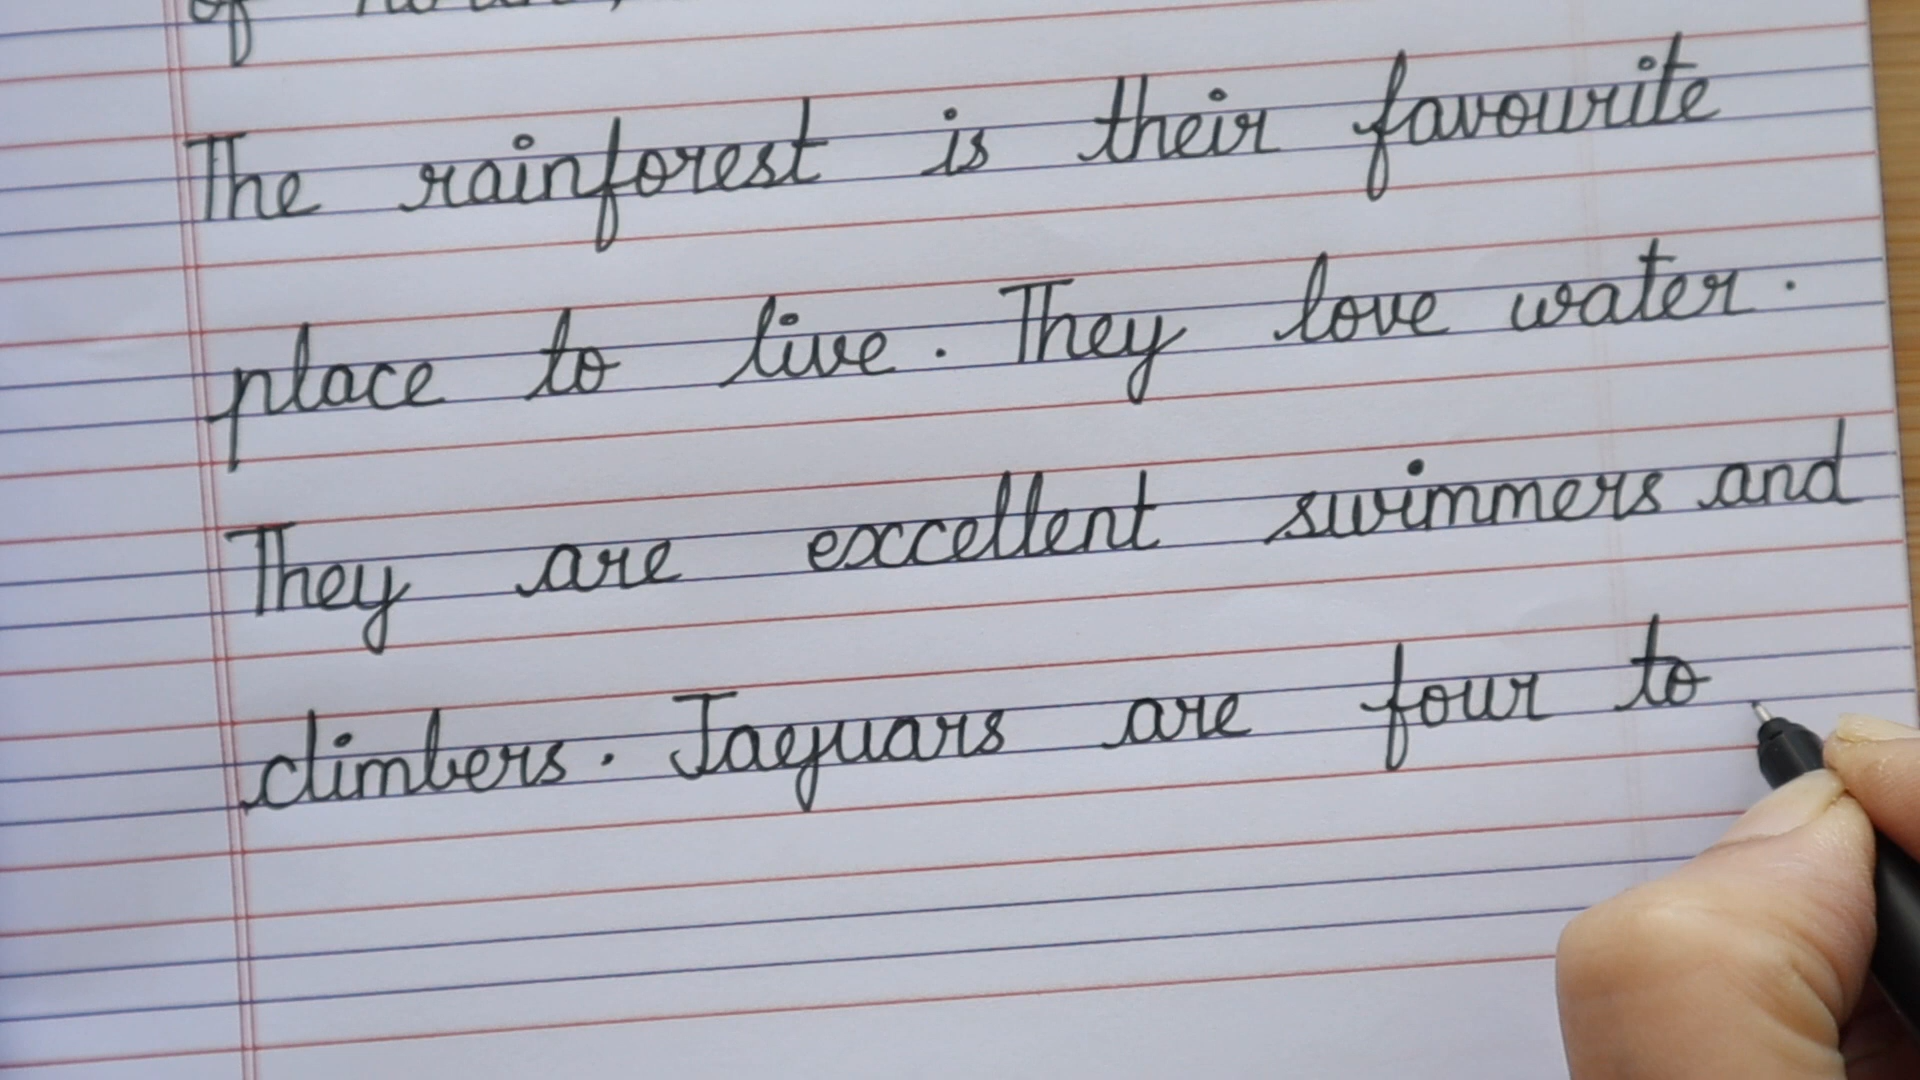 of
The rainforest is their favourite
place to live. They love water.
They are excellent swimmers and
climbers. Jaguars are four to